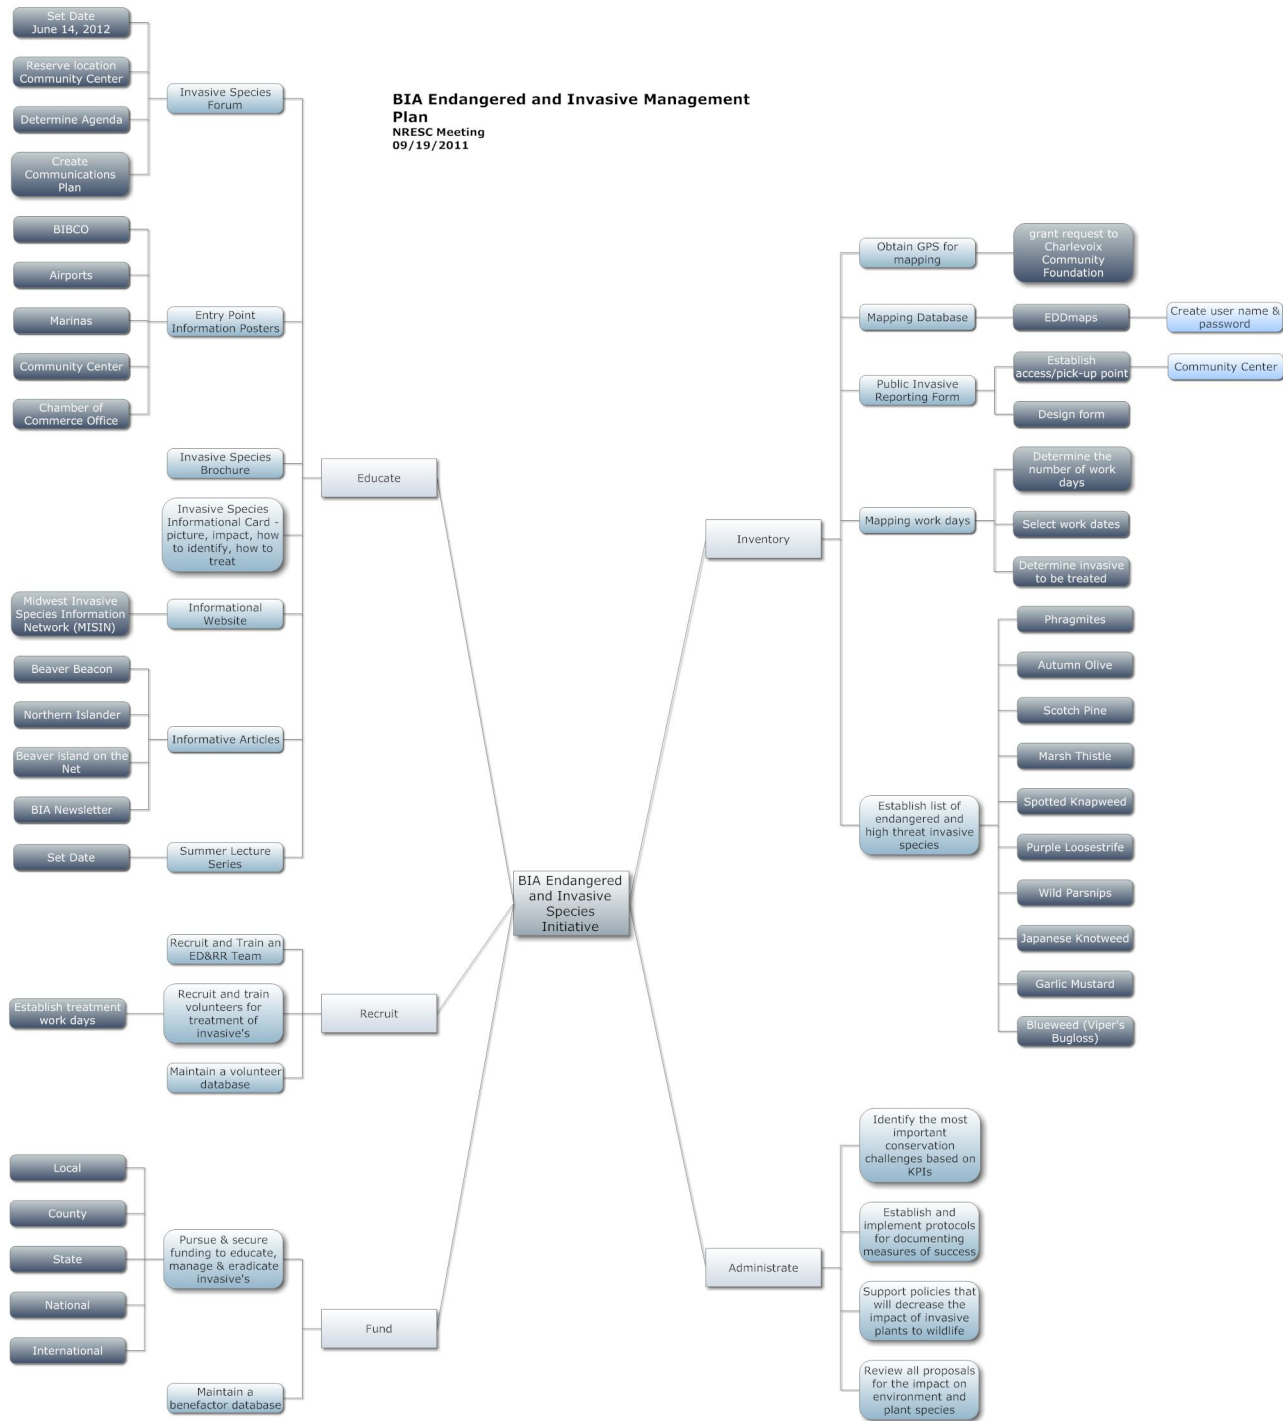 BIA Endangered and Invasive Management
Plan
NRESC Meeting
09/19/2011
BIA Endangered
and Invasive
Species
Initiative
Educate
Invasive Species
Forum
Set Date
June 14, 2012
Reserve location
Community Center
Determine Agenda
Create
Communications
Plan
Entry Point
Information Posters
BIBCO
Airports
Marinas
Community Center
Chamber of
Commerce Office
Invasive Species
Brochure
Invasive Species
Informational Card -
picture, impact, how
to identify, how to
treat
Informational
Website
Midwest Invasive
Species Information
Network (MISIN)
Informative Articles
Beaver Beacon
Northern Islander
Beaver island on the
Net
BIA Newsletter
Summer Lecture
Series
Set Date
Recruit
Recruit and Train an
ED&RR Team
Recruit and train
volunteers for
treatment of
invasive's
Establish treatment
work days
Maintain a volunteer
database
Fund
Pursue & secure
funding to educate,
manage & eradicate
invasive's
Local
County
State
National
International
Maintain a
benefactor database
Inventory
Obtain GPS for
mapping
grant request to
Charlevoix
Community
Foundation
Mapping Database
EDDmaps
Create user name &
password
Public Invasive
Reporting Form
Establish
access/pick-up point
Community Center
Design form
Mapping work days
Determine the
number of work
days
Select work dates
Determine invasive
to be treated
Establish list of
endangered and
high threat invasive
species
Phragmites
Autumn Olive
Scotch Pine
Marsh Thistle
Spotted Knapweed
Purple Loosestrife
Wild Parsnips
Japanese Knotweed
Garlic Mustard
Blueweed (Viper's
Bugloss)
Administrate
Identify the most
important
conservation
challenges based on
KPIs
Establish and
implement protocols
for documenting
measures of success
Support policies that
will decrease the
impact of invasive
plants to wildlife
Review all proposals
for the impact on
environment and
plant species